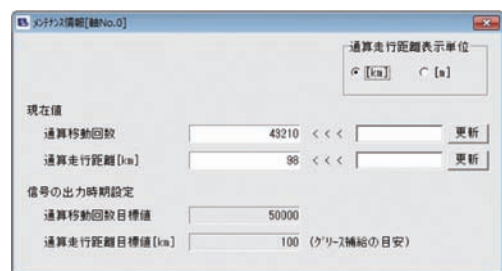 メンテナンス情報[軸No.0]
通算走行距離表示単位
[km] [m]
現在値
通算移動回数 43210 <<< 更新
通算走行距離[km] 98 <<< 更新
信号の出力時期設定
通算移動回数目標値 50000
通算走行距離目標値[km] 100 (グリース補給の目安)